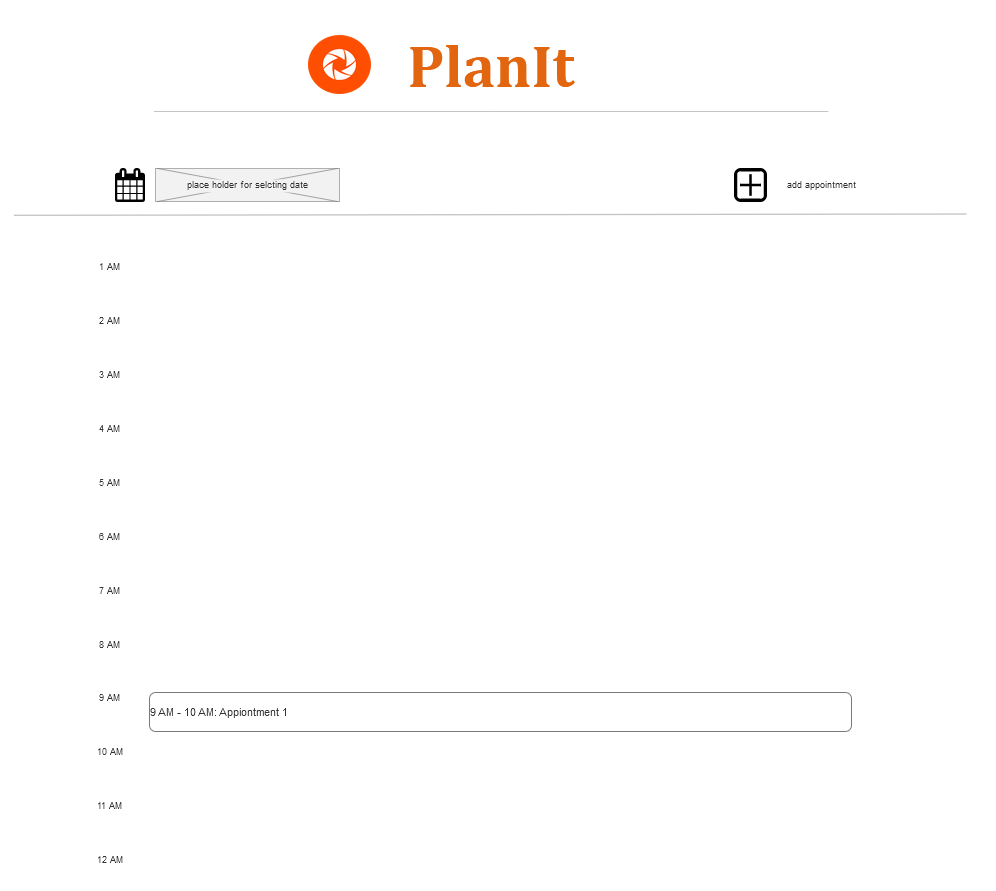 PlanIt
place holder for selcting date
add appointment
1 AM
2 AM
3 AM
4 AM
5 AM
6 AM
7 AM
8 AM
9 AM
9 AM - 10 AM: Appiontment 1
10 AM
11 AM
12 AM